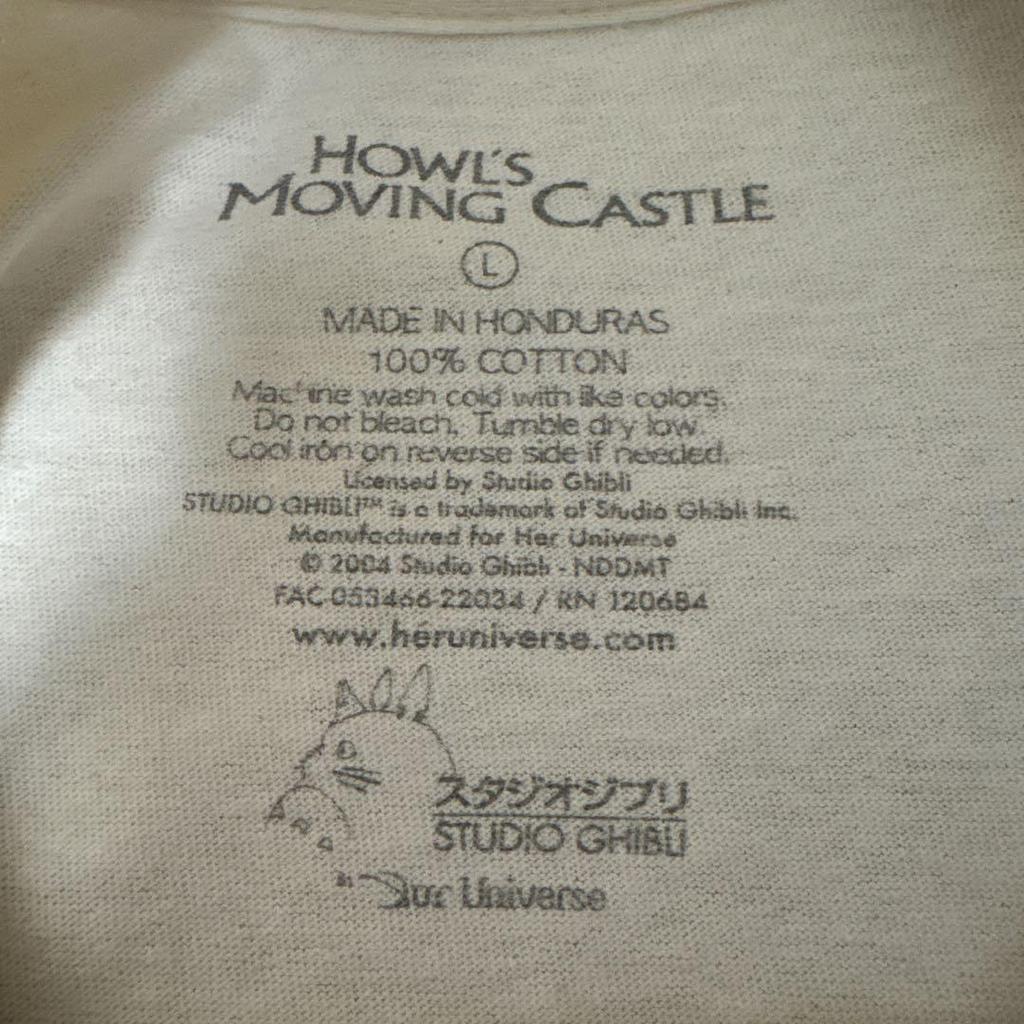 HOWL'S
MOVING CASTLE
L
MADE IN HONDURAS
100% COTTON
Machine wash cold with like colors.
Do not bleach. Tumble dry low.
Cool iron on reverse side if needed.
Licensed by Studio Ghibli
STUDIO GHIBLI™ is a trademark of Studio Ghibli Inc.
Manufactured for Her Universe
© 2004 Studio Ghibli - NDDMT
FAC-053466-22034 / RN 120684
www.heruniverse.com
スタジオジブリ
STUDIO GHIBLI
Her Universe